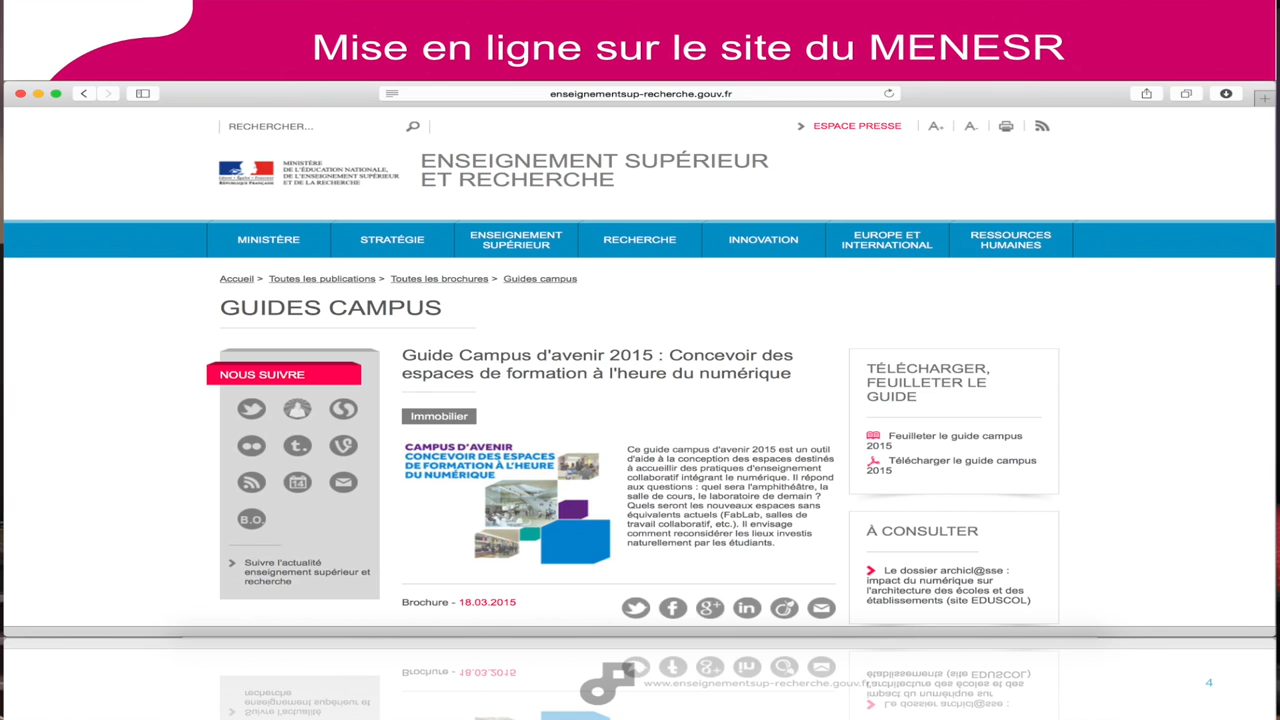 Mise en ligne sur le site du MENESR
enseignementsup-recherche.gouv.fr
RECHERCHER...
ESPACE PRESSE
A+
A-
MINISTÈRE
DE L'ÉDUCATION NATIONALE,
DE L'ENSEIGNEMENT SUPÉRIEUR
ET DE LA RECHERCHE
ENSEIGNEMENT SUPÉRIEUR
ET RECHERCHE
MINISTÈRE
STRATÉGIE
ENSEIGNEMENT
SUPÉRIEUR
RECHERCHE
INNOVATION
EUROPE ET
INTERNATIONAL
RESSOURCES
HUMAINES
Accueil > Toutes les publications > Toutes les brochures > Guides campus
GUIDES CAMPUS
NOUS SUIVRE
14
B.O.
Suivre l'actualité
enseignement supérieur et
recherche
Guide Campus d'avenir 2015 : Concevoir des
espaces de formation à l'heure du numérique
Immobilier
CAMPUS D'AVENIR
CONCEVOIR DES ESPACES
DE FORMATION À L'HEURE
DU NUMÉRIQUE
Ce guide campus d'avenir 2015 est un outil
d'aide à la conception des espaces destinés
à accueillir des pratiques d'enseignement
collaboratif intégrant le numérique. Il répond
aux questions : quel sera l'amphithéâtre, la
salle de cours, le laboratoire de demain ?
Quels seront les nouveaux espaces sans
équivalents actuels (FabLab, salles de
travail collaboratif, etc.). Il envisage
comment reconsidérer les lieux investis
naturellement par les étudiants.
Brochure - 18.03.2015
TÉLÉCHARGER,
FEUILLETER LE
GUIDE
Feuilleter le guide campus
2015
Télécharger le guide campus
2015
À CONSULTER
Le dossier archicl@sse :
impact du numérique sur
l'architecture des écoles et des
établissements (site EDUSCOL)
www.enseignementsup-recherche.gouv.fr
4